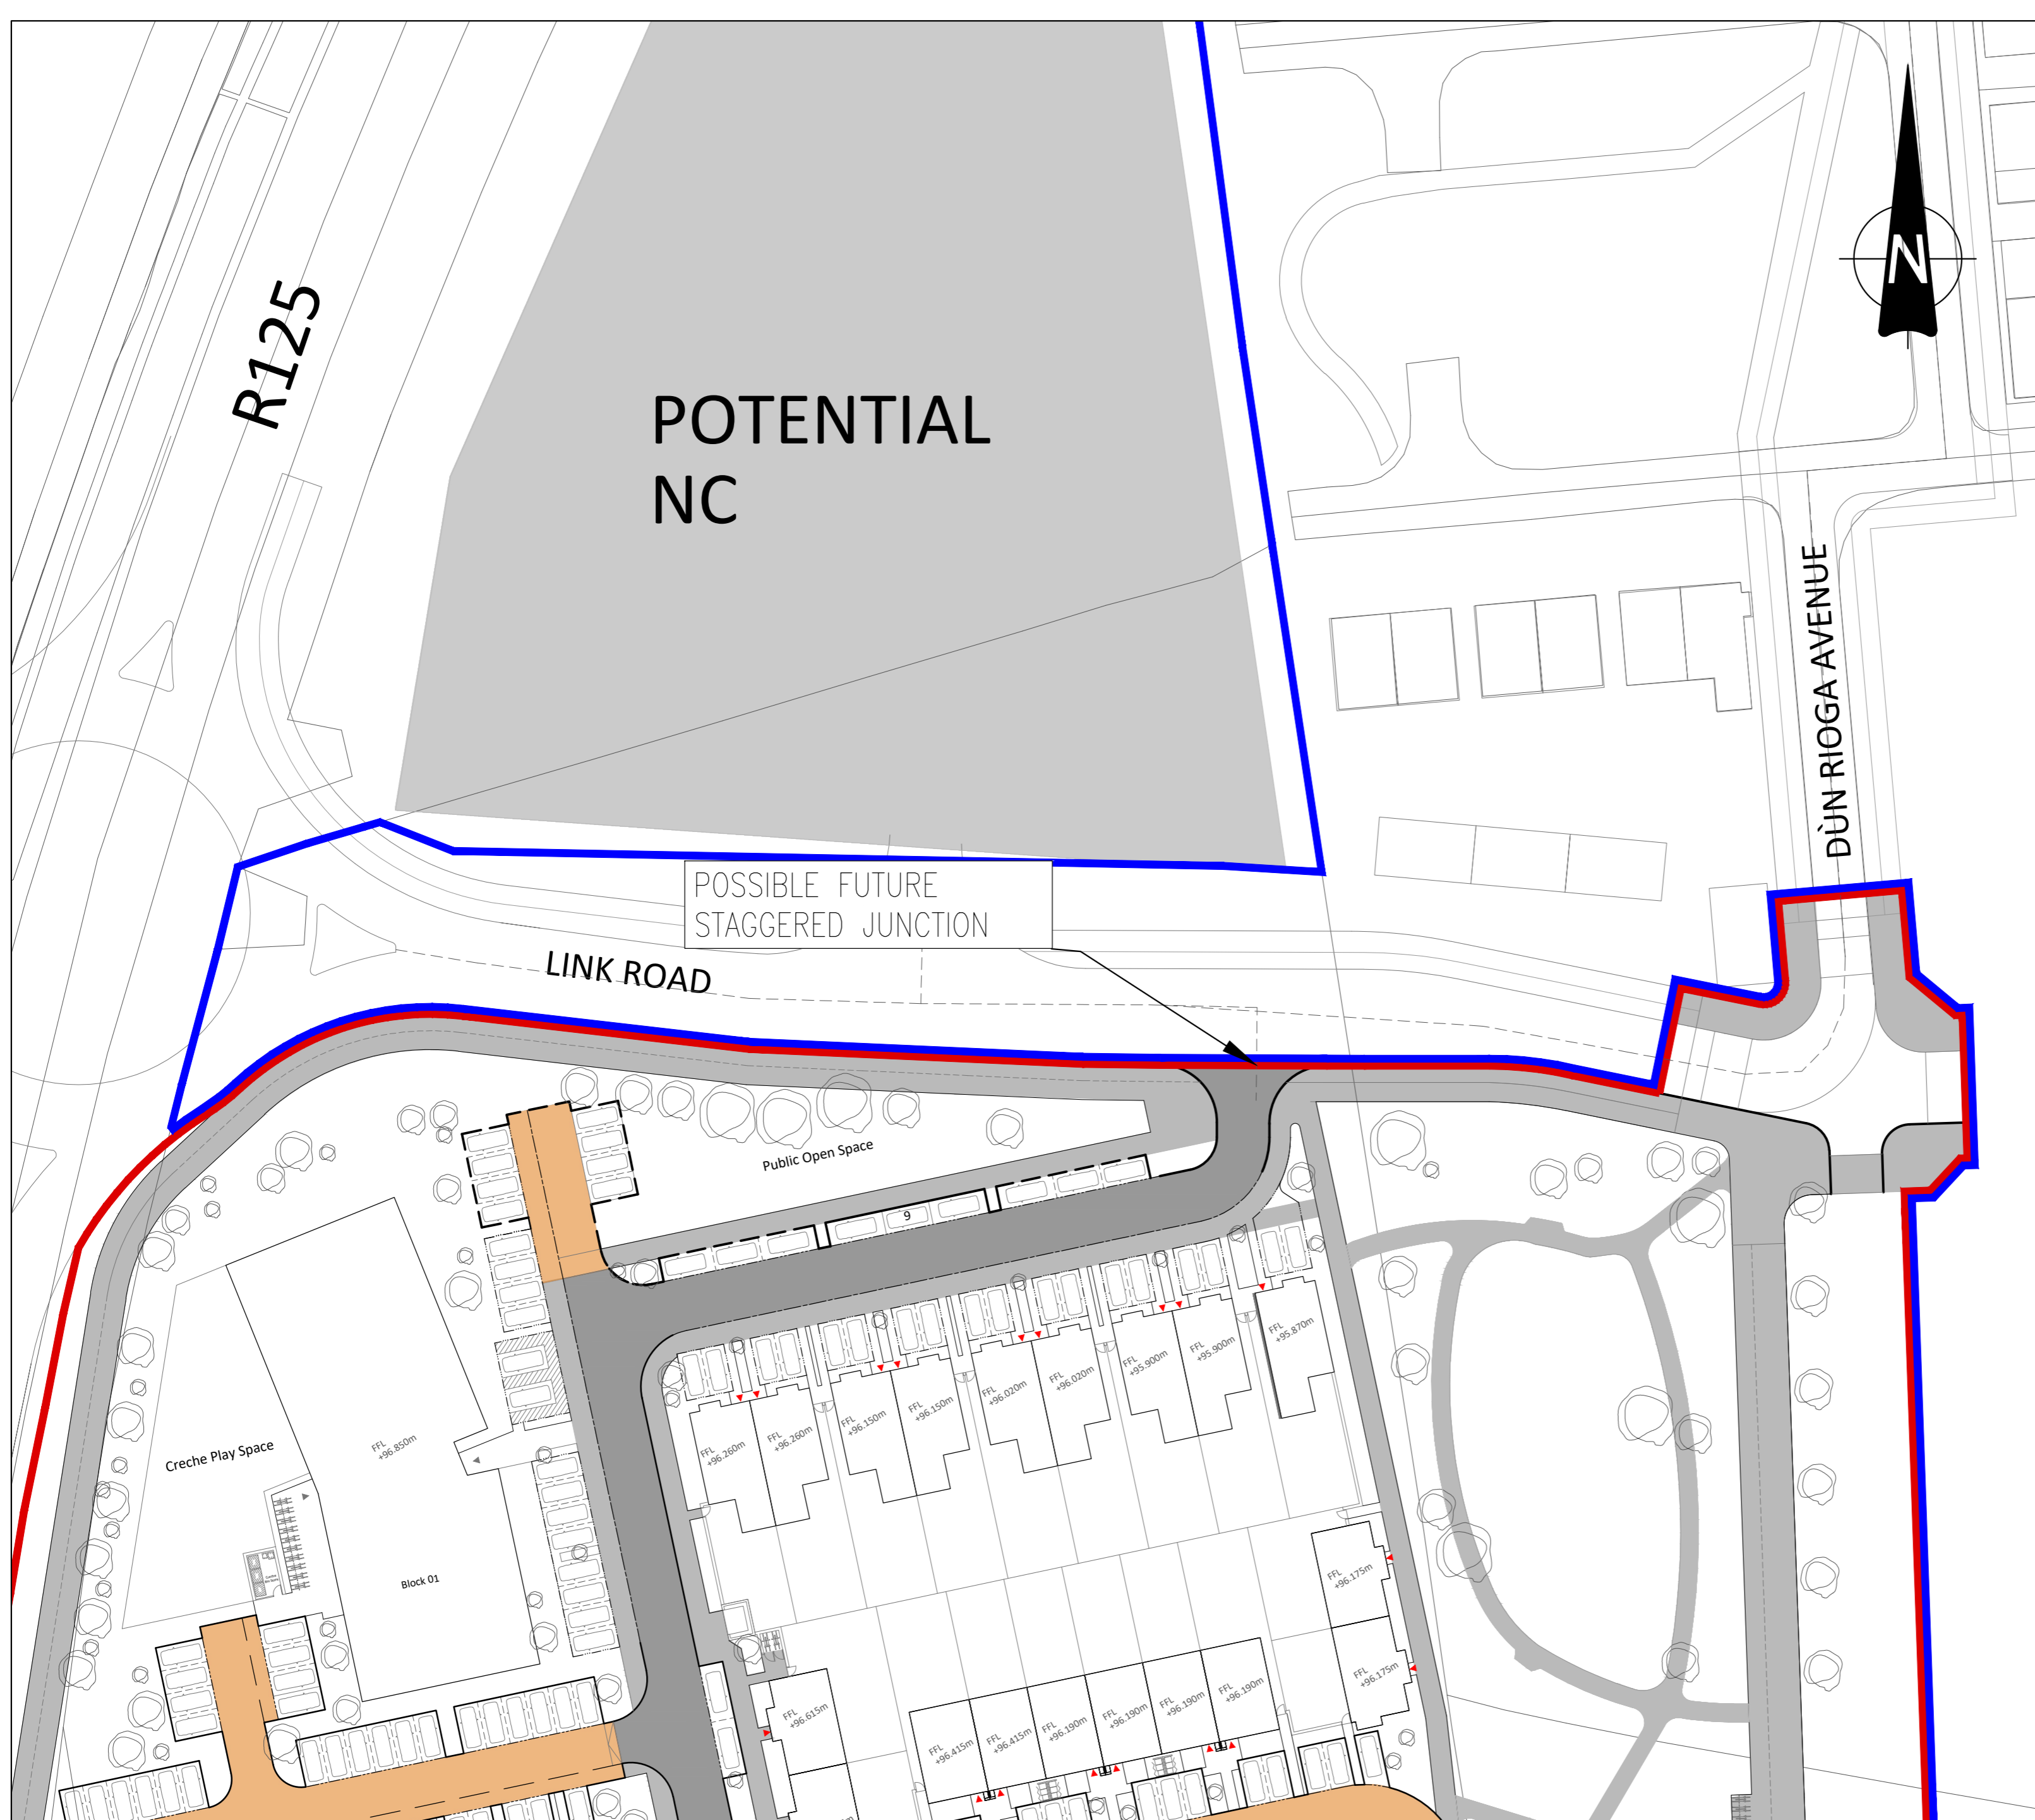 R125
N
POTENTIAL
NC
DÙN RIOGA AVENUE
POSSIBLE FUTURE
STAGGERED JUNCTION
LINK ROAD
Public Open Space
9
FFL
+95.870m
FFL
+95.900m
FFL
+95.900m
FFL
+96.020m
FFL
+96.020m
FFL
+96.150m
FFL
+96.150m
FFL
+96.260m
FFL
+96.260m
Creche Play Space
FFL
+96.850m
Block 01
FFL
+96.175m
FFL
+96.175m
FFL
+96.615m
FFL
+96.415m
FFL
+96.415m
FFL
+96.190m
FFL
+96.190m
FFL
+96.190m
FFL
+96.190m